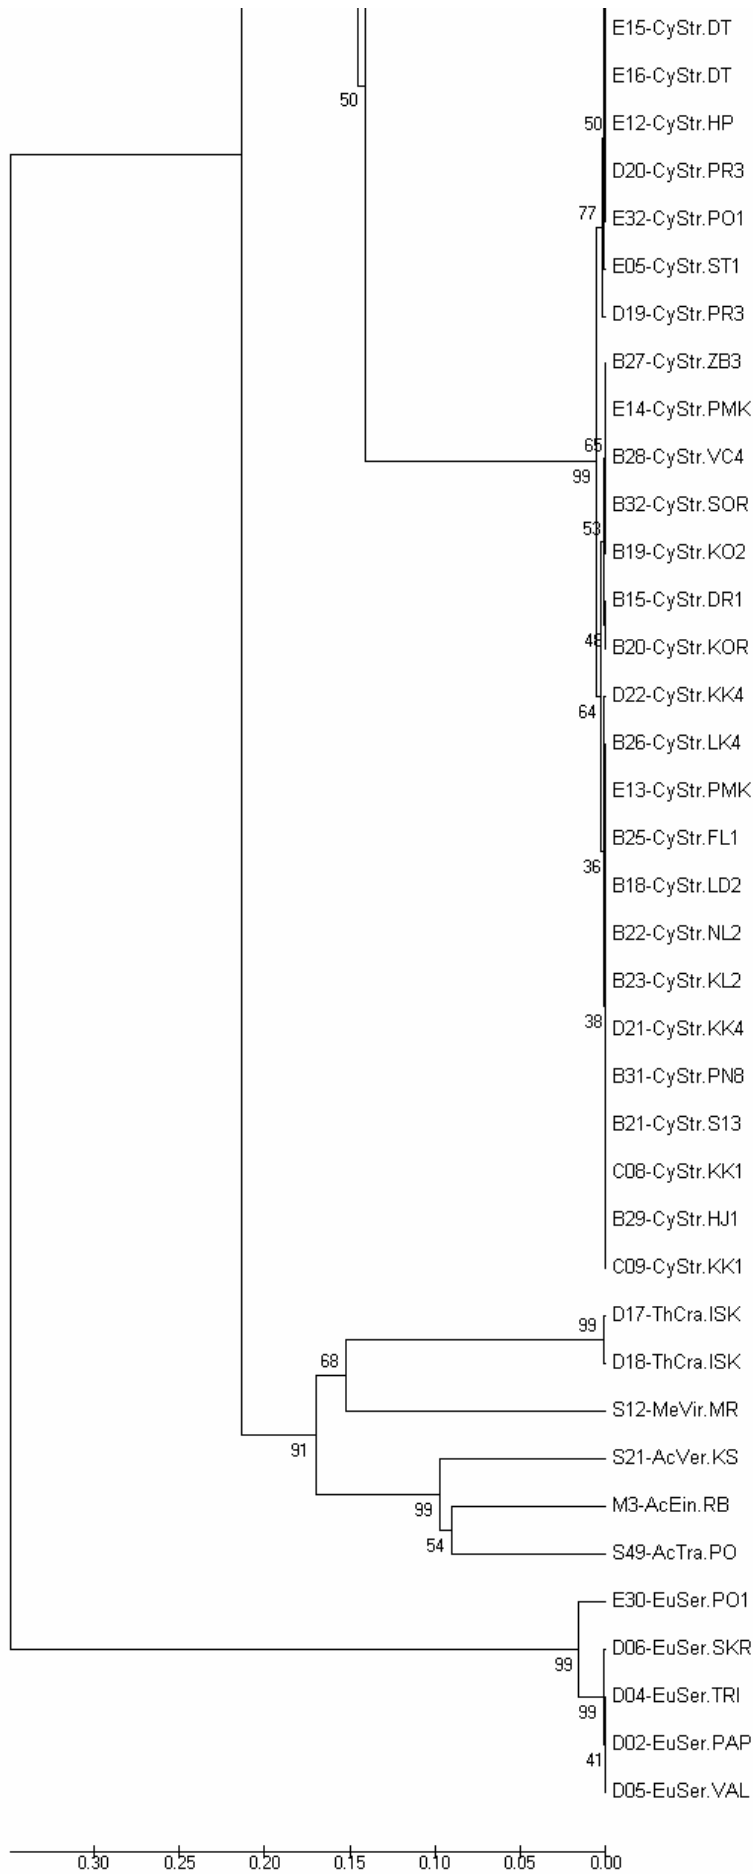 E15-CyStr.DT
E16-CyStr.DT
50
50
E12-CyStr.HP
D20-CyStr.PR3
77
E32-CyStr.PO1
E05-CyStr.ST1
D19-CyStr.PR3
B27-CyStr.ZB3
E14-CyStr.PMK
65
B28-CyStr.VC4
99
B32-CyStr.SOR
53
B19-CyStr.KO2
B15-CyStr.DR1
48
B20-CyStr.KOR
D22-CyStr.KK4
64
B26-CyStr.LK4
E13-CyStr.PMK
B25-CyStr.FL1
36
B18-CyStr.LD2
B22-CyStr.NL2
B23-CyStr.KL2
38
D21-CyStr.KK4
B31-CyStr.PN8
B21-CyStr.S13
C08-CyStr.KK1
B29-CyStr.HJ1
C09-CyStr.KK1
D17-ThCra.ISK
99
D18-ThCra.ISK
68
S12-MeVir.MR
91
S21-AcVer.KS
99
M3-AcEin.RB
54
S49-AcTra.PO
E30-EuSer.PO1
D06-EuSer.SKR
99
D04-EuSer.TRI
99
D02-EuSer.PAP
41
D05-EuSer.VAL
0.30 0.25 0.20 0.15 0.10 0.05 0.00